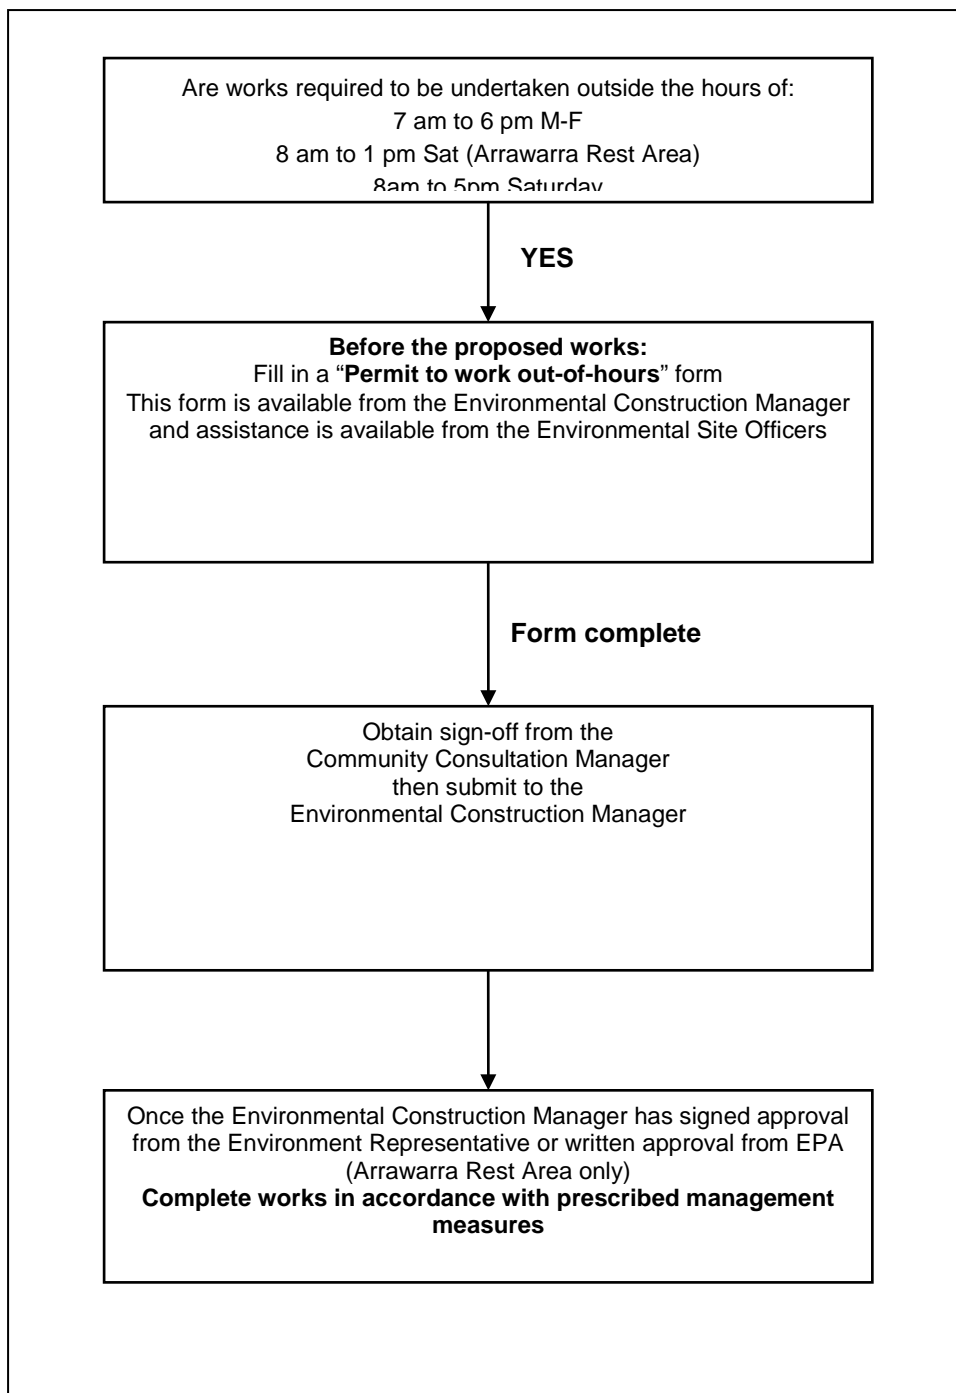 Are works required to be undertaken outside the hours of:
7 am to 6 pm M-F
8 am to 1 pm Sat (Arrawarra Rest Area)
8am to 5pm Saturday
YES
Before the proposed works:
Fill in a “Permit to work out-of-hours” form
This form is available from the Environmental Construction Manager
and assistance is available from the Environmental Site Officers
Form complete
Obtain sign-off from the
Community Consultation Manager
then submit to the
Environmental Construction Manager
Once the Environmental Construction Manager has signed approval
from the Environment Representative or written approval from EPA
(Arrawarra Rest Area only)
Complete works in accordance with prescribed management
measures